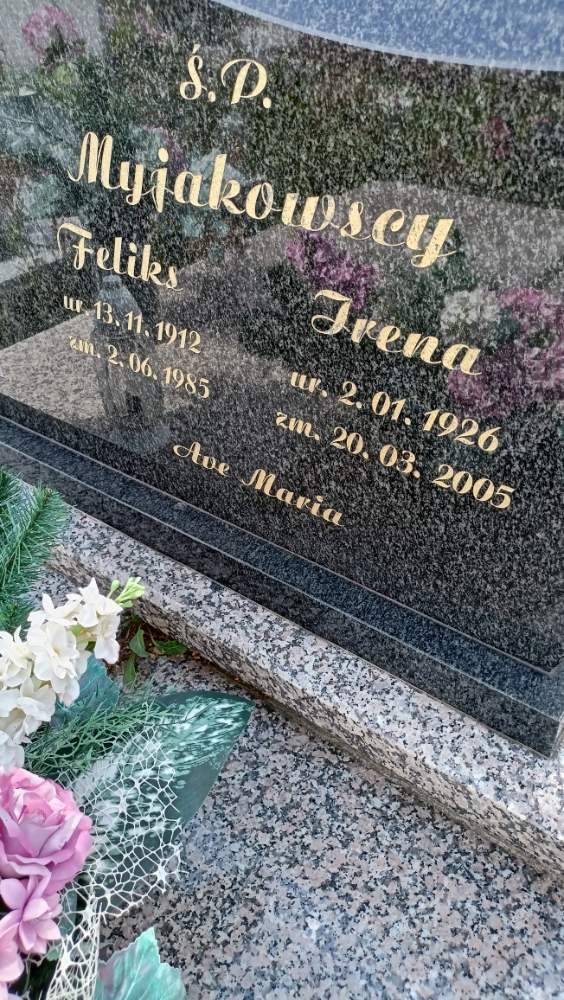 Ś.P.
Myjakowscy
Feliks
ur. 13.11.1912
zm. 2.06.1985
Irena
ur. 2.01.1926
zm. 20.03.2005
Ave Maria